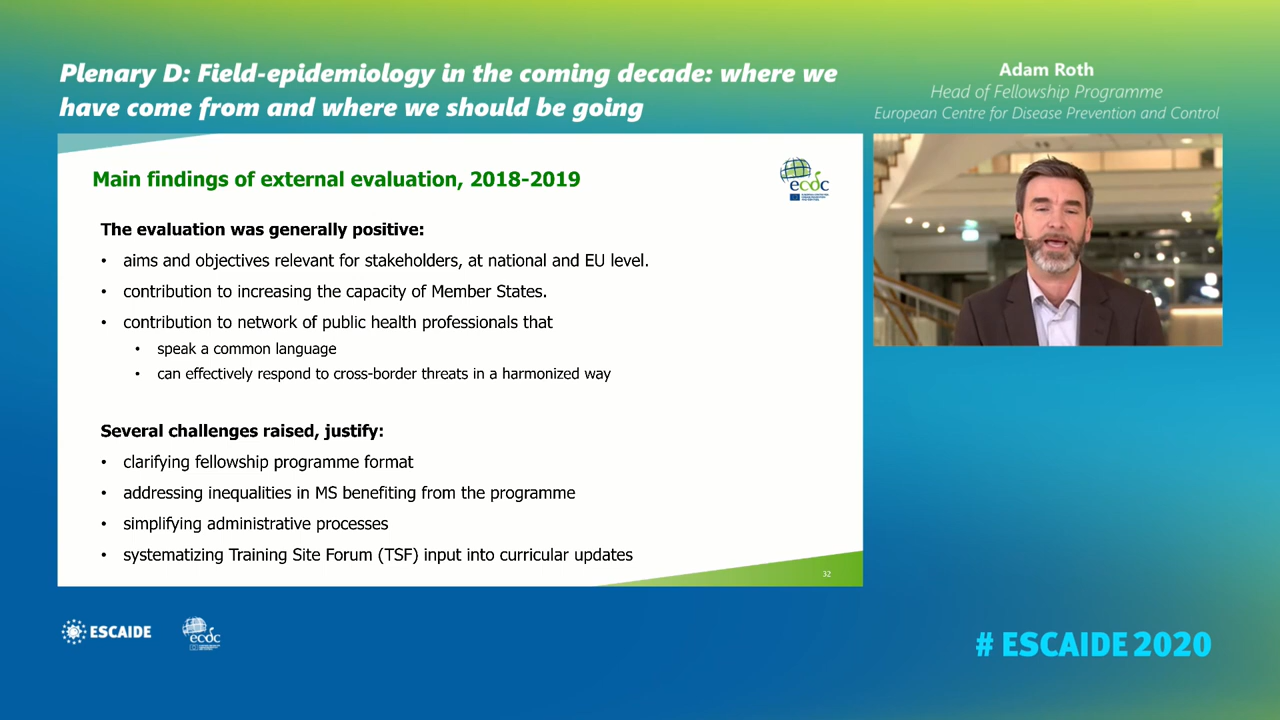 Plenary D: Field-epidemiology in the coming decade: where we
have come from and where we should be going
Adam Roth
Head of Fellowship Programme
European Centre for Disease Prevention and Control
Main findings of external evaluation, 2018-2019
ecdc
The evaluation was generally positive:
• aims and objectives relevant for stakeholders, at national and EU level.
• contribution to increasing the capacity of Member States.
• contribution to network of public health professionals that
• speak a common language
• can effectively respond to cross-border threats in a harmonized way
Several challenges raised, justify:
• clarifying fellowship programme format
• addressing inequalities in MS benefiting from the programme
• simplifying administrative processes
• systematizing Training Site Forum (TSF) input into curricular updates
32
ESCAIDE
ecdc
# ESCAIDE 2020